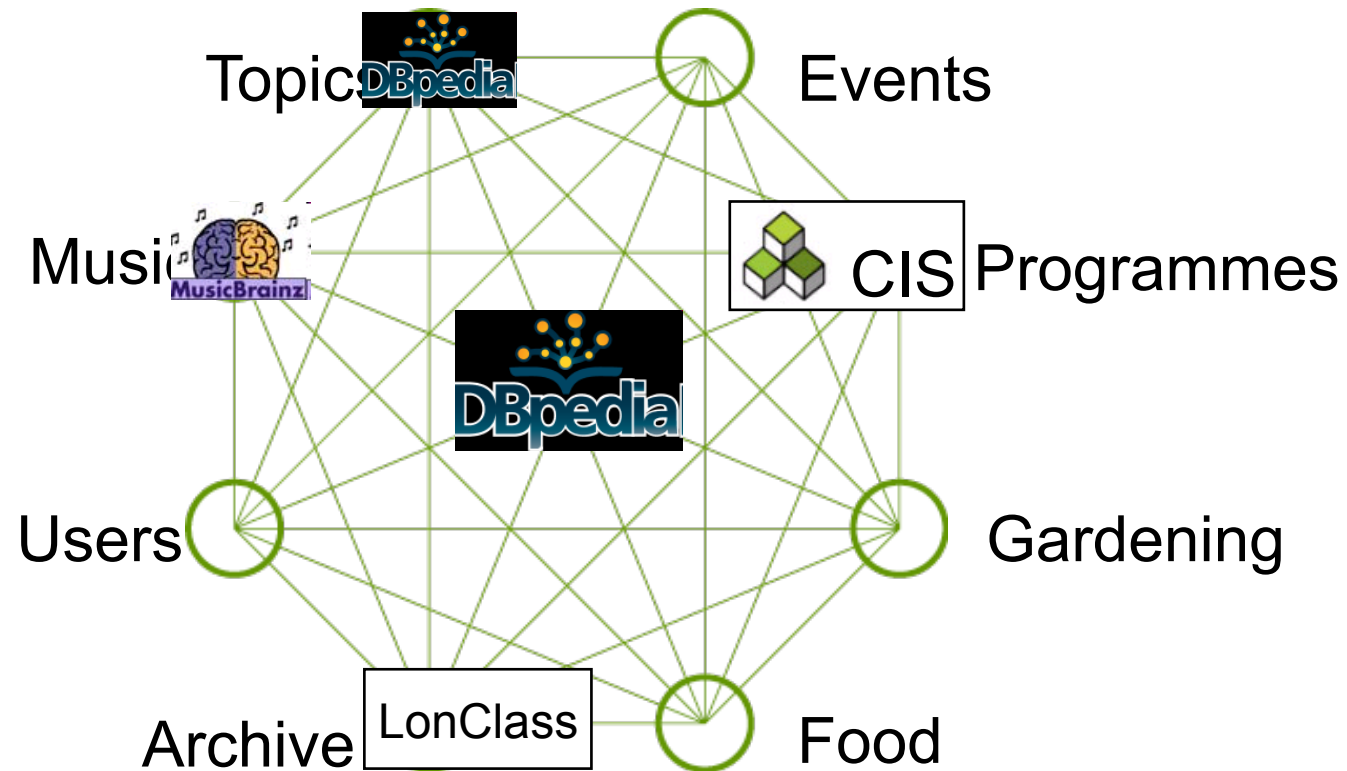 Topics
DBpedia
Events
Music
MusicBrainz
CIS
Programmes
DBpedia
Users
Gardening
Archive
LonClass
Food